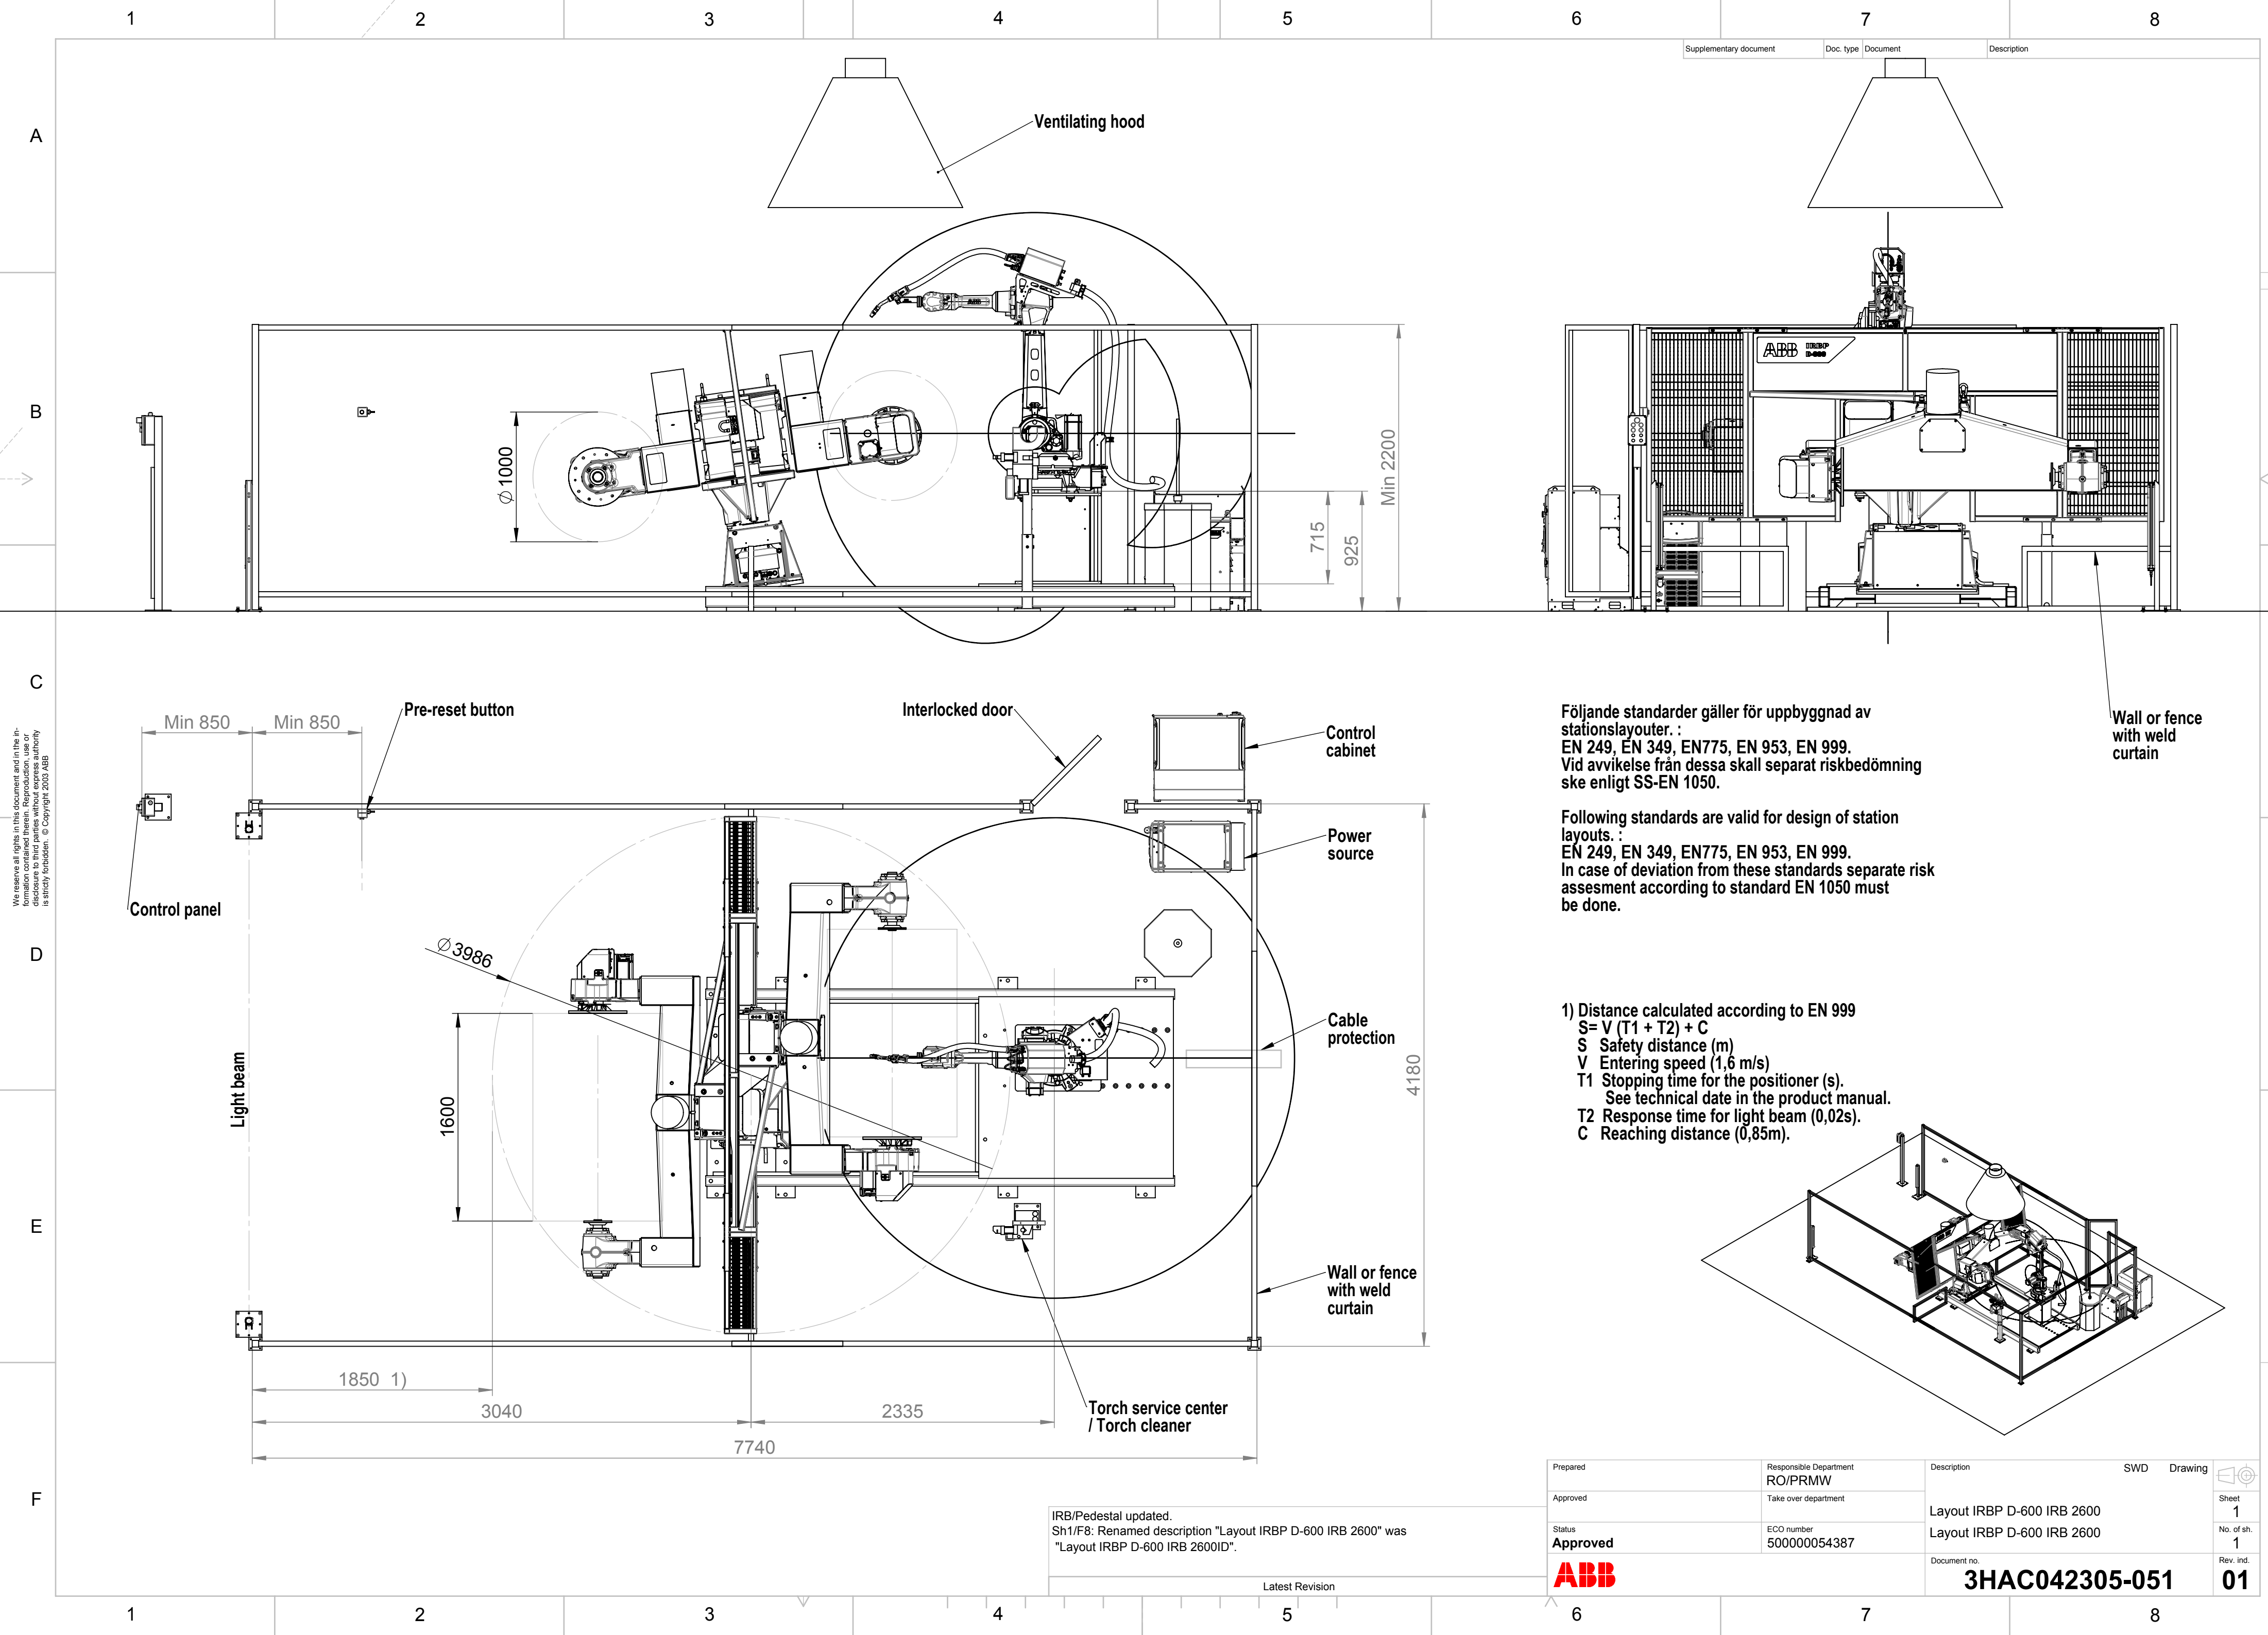 1 2 3 4 5 6 7 8
Supplementary document Doc. type Document Description
A
Ventilating hood
B
ABB
ABB IRBP
D-600
Ø 1000
715
925
Min 2200
C
Min 850 Min 850
Pre-reset button
Interlocked door
Control
cabinet
Wall or fence
with weld
curtain
Följande standarder gäller för uppbyggnad av
stationslayouter. :
EN 249, EN 349, EN775, EN 953, EN 999.
Vid avvikelse från dessa skall separat riskbedömning
ske enligt SS-EN 1050.
Following standards are valid for design of station
layouts. :
EN 249, EN 349, EN775, EN 953, EN 999.
In case of deviation from these standards separate risk
assesment according to standard EN 1050 must
be done.
We reserve all rights in this document and in the in-
formation contained therein. Reproduction, use or
disclosure to third parties without express authority
is strictly forbidden. © Copyright 2003 ABB
Control panel
Power
source
D
Ø 3986
Cable
protection
1) Distance calculated according to EN 999
S= V (T1 + T2) + C
S Safety distance (m)
V Entering speed (1,6 m/s)
T1 Stopping time for the positioner (s).
See technical date in the product manual.
T2 Response time for light beam (0,02s).
C Reaching distance (0,85m).
Light beam
1600
4180
E
Wall or fence
with weld
curtain
1850 1)
3040
2335
7740
Torch service center
/ Torch cleaner
F
IRB/Pedestal updated.
Sh1/F8: Renamed description "Layout IRBP D-600 IRB 2600" was
"Layout IRBP D-600 IRB 2600ID".
Latest Revision
Prepared
Responsible Department
RO/PRMW
Description SWD Drawing
Approved
Take over department
Layout IRBP D-600 IRB 2600
Sheet
1
Status
Approved
ECO number
500000054387
Layout IRBP D-600 IRB 2600
No. of sh.
1
ABB
Document no.
3HAC042305-051
Rev. ind.
01
1 2 3 4 5 6 7 8